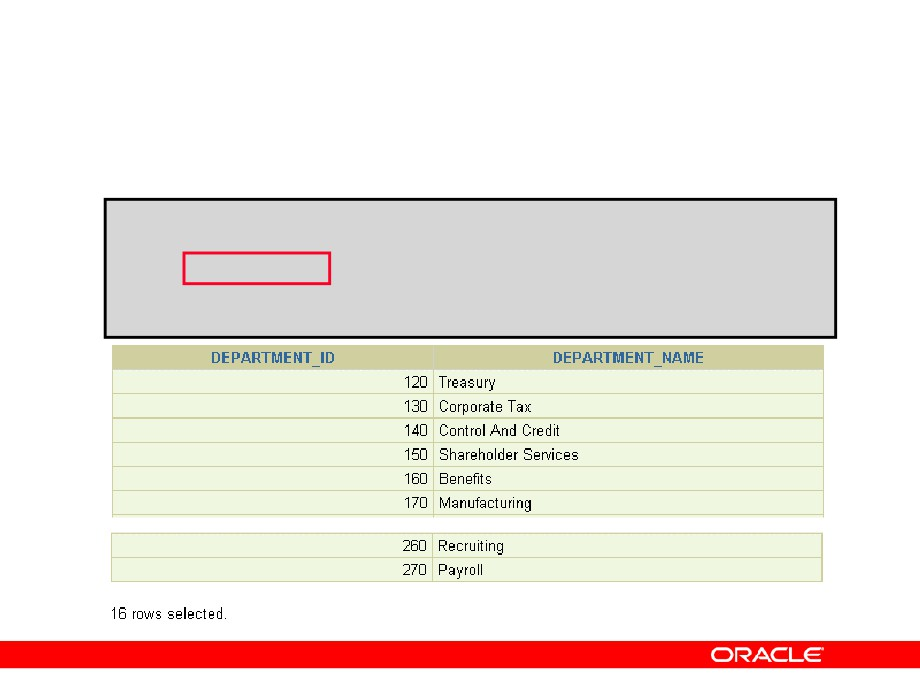 DEPARTMENT_ID DEPARTMENT_NAME
120 Treasury
130 Corporate Tax
140 Control And Credit
150 Shareholder Services
160 Benefits
170 Manufacturing
260 Recruiting
270 Payroll
16 rows selected.
ORACLE